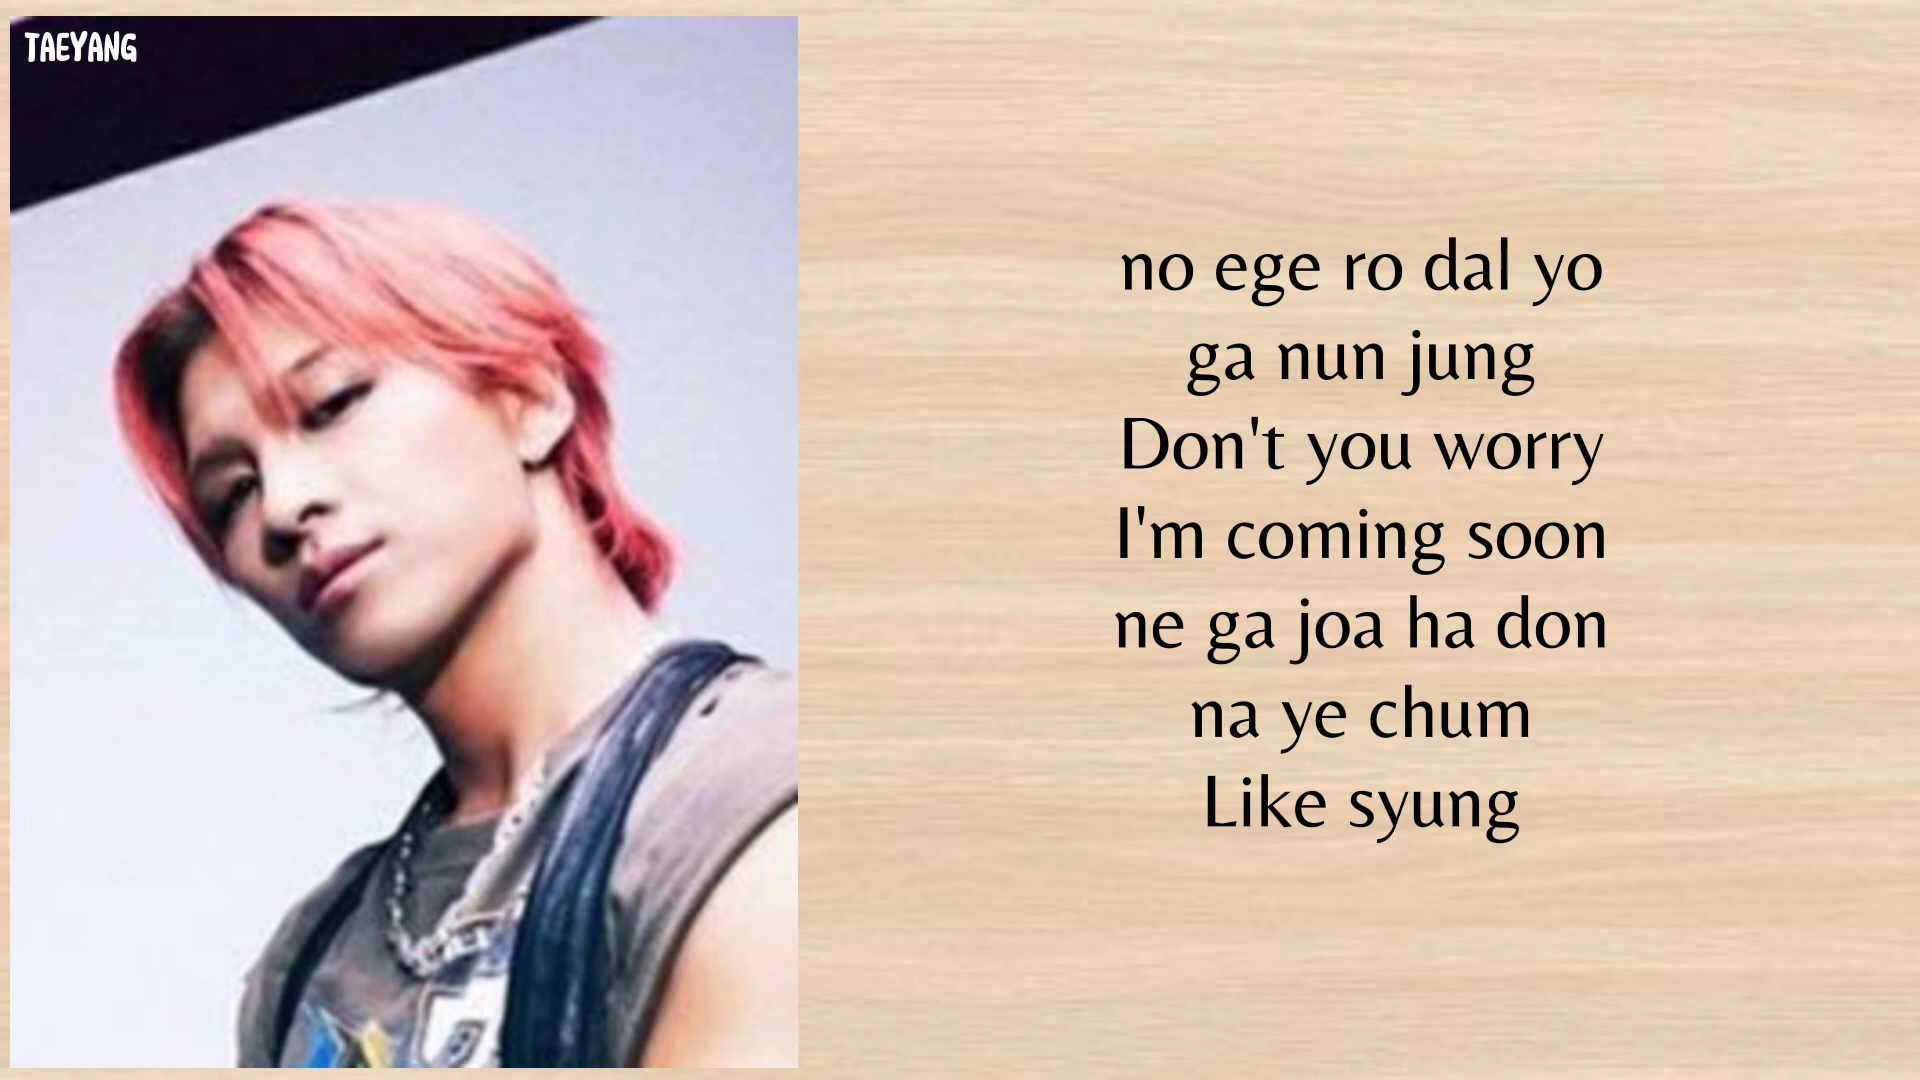 TAEYANG
no ege ro dal yo
ga nun jung
Don't you worry
I'm coming soon
ne ga joa ha don
na ye chum
Like syung